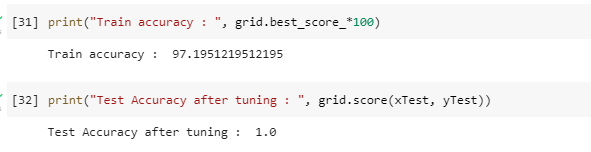 [31] print("Train accuracy : ", grid.best_score_*100)
Train accuracy :  97.1951219512195
[32] print("Test Accuracy after tuning : ", grid.score(xTest, yTest))
Test Accuracy after tuning :  1.0